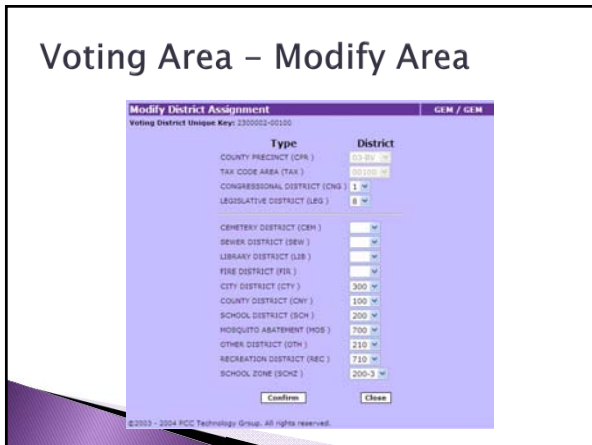 Voting Area – Modify Area
Modify District Assignment GEM / GEM
Voting District Unique Key: 2300002-00100
Type District
COUNTY PRECINCT (CPR ) 03-BV
TAX CODE AREA (TAX ) 00100
CONGRESSIONAL DISTRICT (CNG ) 1
LEGISLATIVE DISTRICT (LEG ) 8
CEMETERY DISTRICT (CEM )
SEWER DISTRICT (SEW )
LIBRARY DISTRICT (LIB )
FIRE DISTRICT (FIR )
CITY DISTRICT (CTY ) 300
COUNTY DISTRICT (CNY ) 100
SCHOOL DISTRICT (SCH ) 200
MOSQUITO ABATEMENT (MOS ) 700
OTHER DISTRICT (OTH ) 210
RECREATION DISTRICT (REC ) 710
SCHOOL ZONE (SCHZ ) 200-3
Confirm Close
©2003 - 2004 PCC Technology Group. All rights reserved.